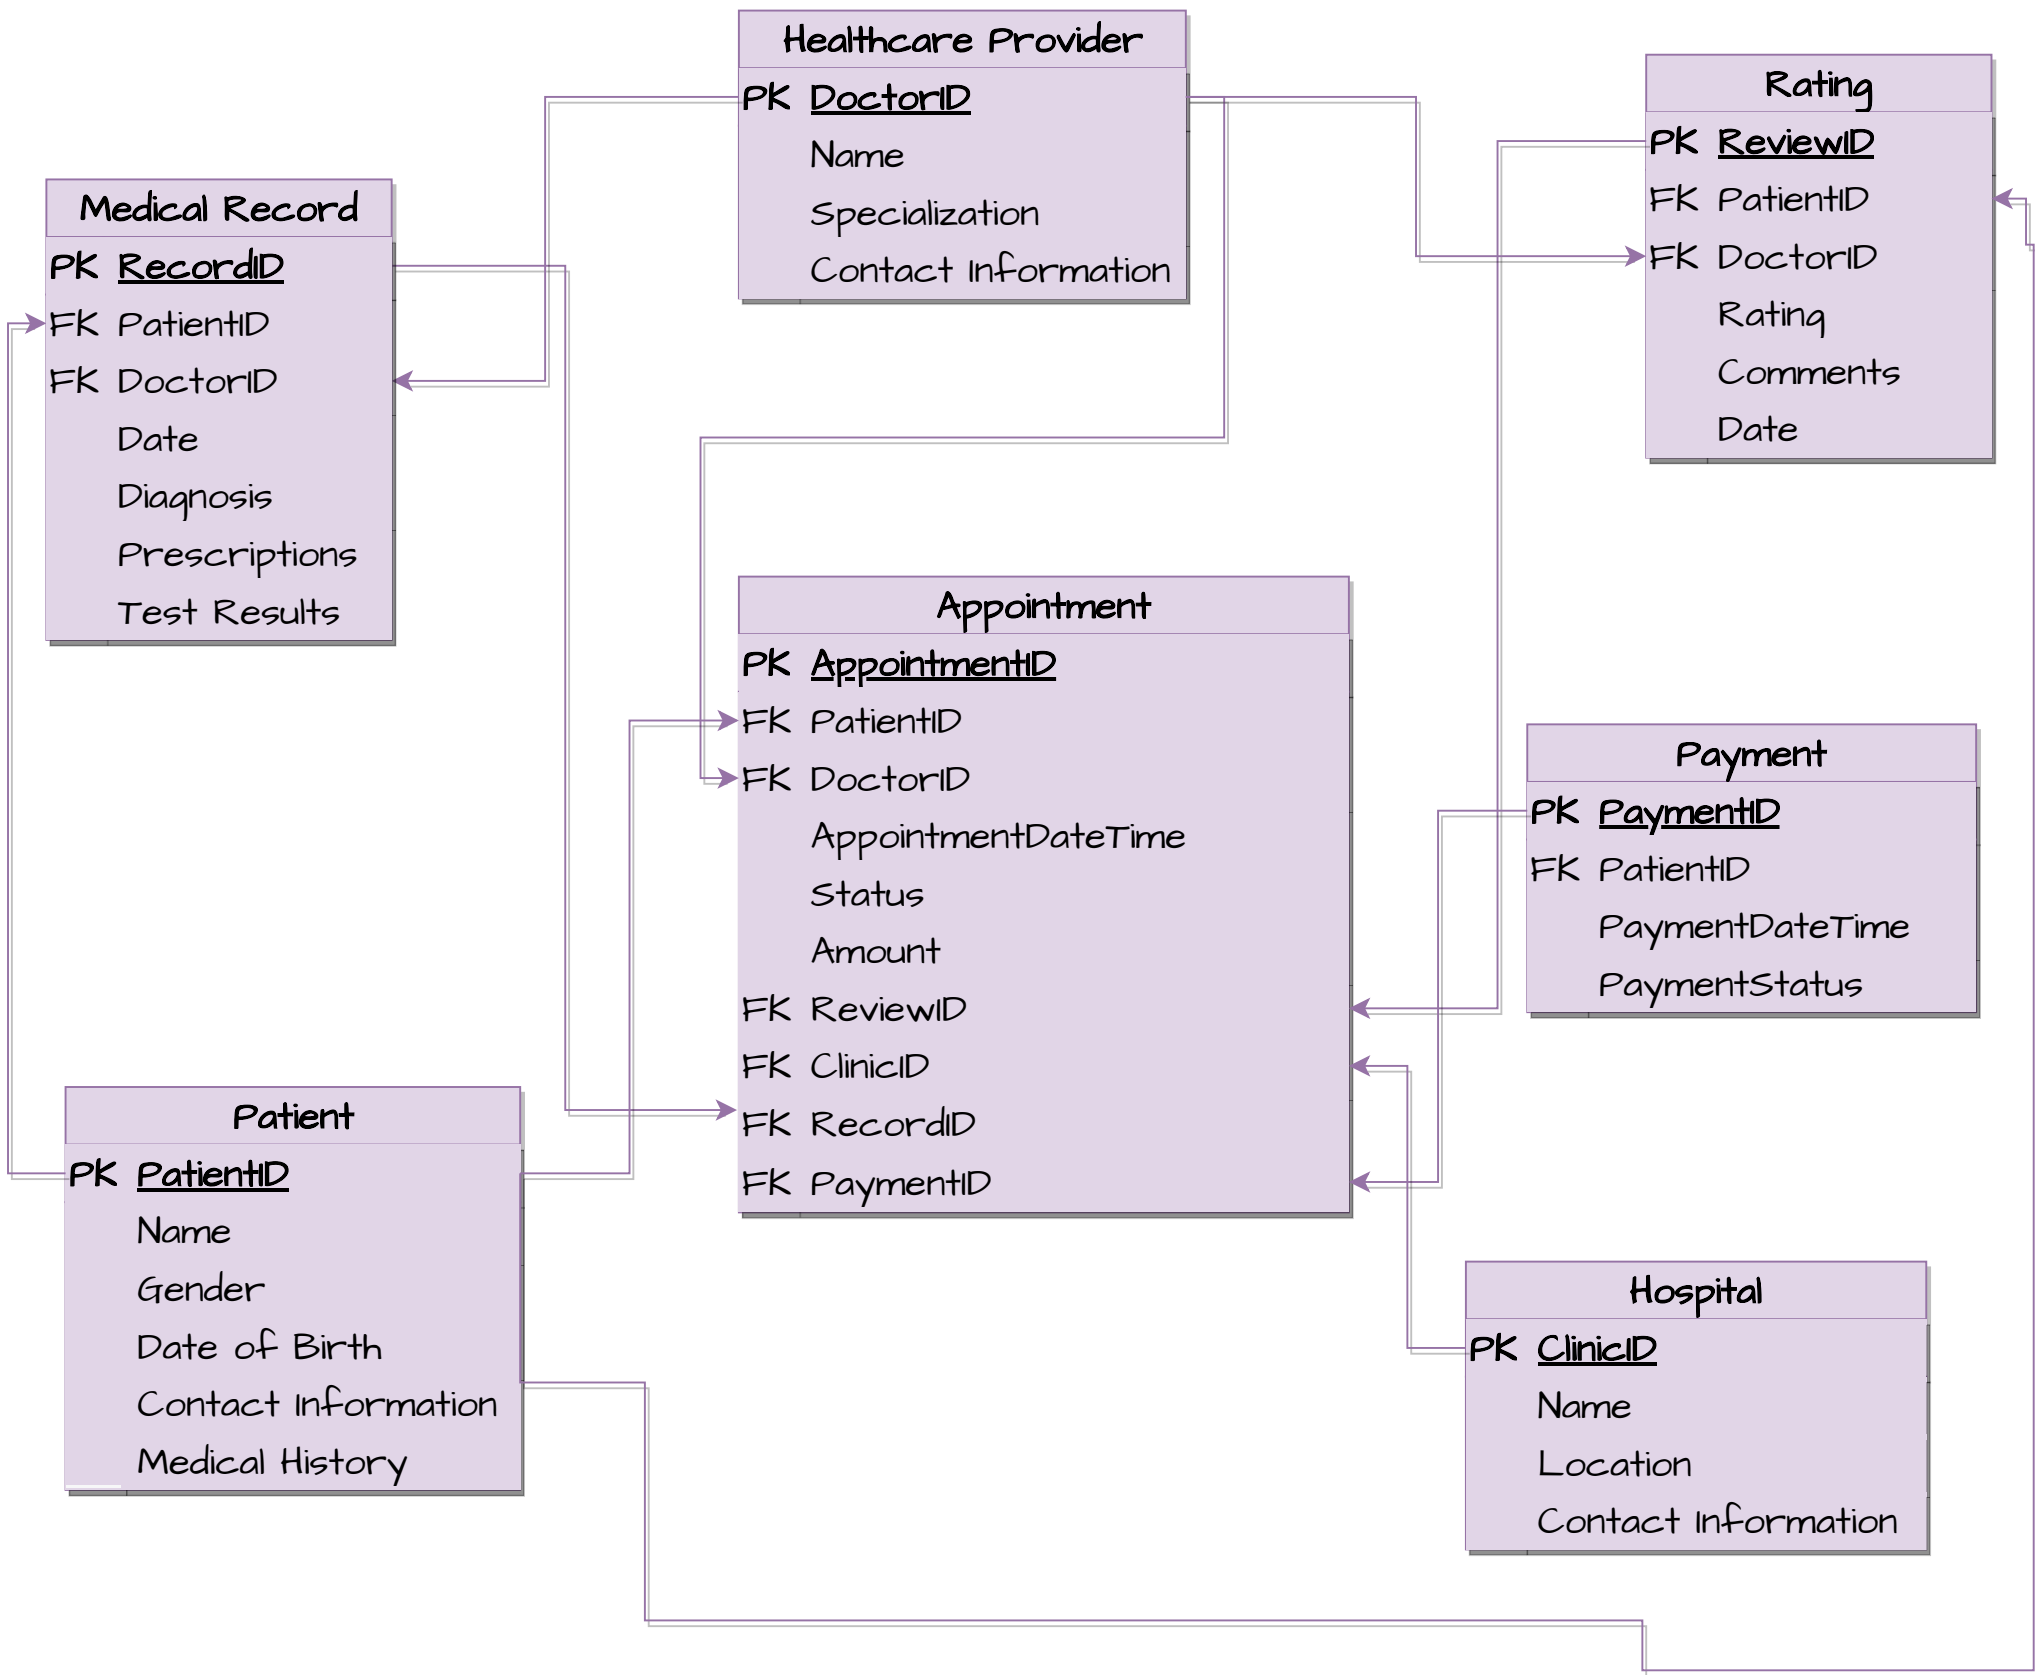 Healthcare Provider
PK DoctorID
Name
Specialization
Contact Information
Rating
PK ReviewID
FK PatientID
FK DoctorID
Rating
Comments
Date
Medical Record
PK RecordID
FK PatientID
FK DoctorID
Date
Diagnosis
Prescriptions
Test Results
Appointment
PK AppointmentID
FK PatientID
FK DoctorID
AppointmentDateTime
Status
Amount
FK ReviewID
FK ClinicID
FK RecordID
FK PaymentID
Payment
PK PaymentID
FK PatientID
PaymentDateTime
PaymentStatus
Patient
PK PatientID
Name
Gender
Date of Birth
Contact Information
Medical History
Hospital
PK ClinicID
Name
Location
Contact Information